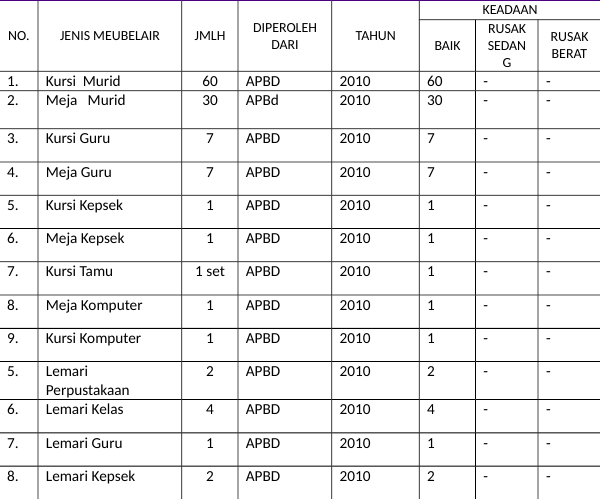 KEADAAN
NO. JENIS MEUBELAIR JMLH DIPEROLEH DARI TAHUN BAIK RUSAK SEDAN G RUSAK BERAT
1. Kursi Murid 60 APBD 2010 60 - -
2. Meja Murid 30 APBd 2010 30 - -
3. Kursi Guru 7 APBD 2010 7 - -
4. Meja Guru 7 APBD 2010 7 - -
5. Kursi Kepsek 1 APBD 2010 1 - -
6. Meja Kepsek 1 APBD 2010 1 - -
7. Kursi Tamu 1 set APBD 2010 1 - -
8. Meja Komputer 1 APBD 2010 1 - -
9. Kursi Komputer 1 APBD 2010 1 - -
5. Lemari 2 APBD 2010 2 - -
Perpustakaan
6. Lemari Kelas 4 APBD 2010 4 - -
7. Lemari Guru 1 APBD 2010 1 - -
8. Lemari Kepsek 2 APBD 2010 2 - -